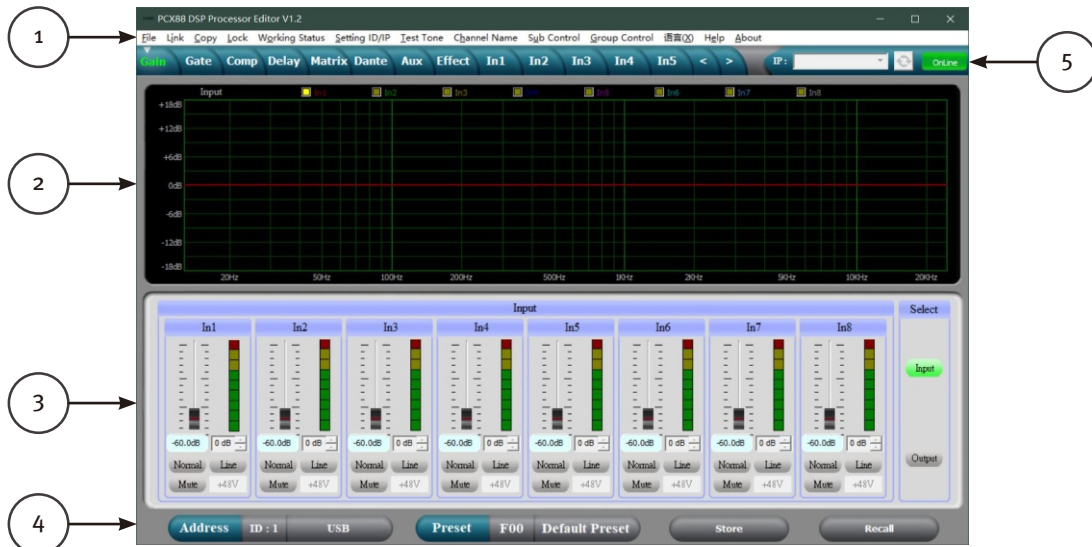 PCX88 DSP Processor Editor V1.2
1
File Link Copy Lock Working Status Setting ID/IP Test Tone Channel Name Sub Control Group Control 语言(X) Help About
Gain Gate Comp Delay Matrix Dante Aux Effect In1 In2 In3 In4 In5 < > IP: OnLine
5
Input In1 In2 In3 In4 In5 In6 In7 In8
+18dB
+12dB
+6dB
2
0dB
-6dB
-12dB
-18dB
20Hz 50Hz 100Hz 200Hz 500Hz 1KHz 2KHz 5KHz 10KHz 20KHz
Input Select
In1 In2 In3 In4 In5 In6 In7 In8
Input
3
-60.0dB 0 dB -60.0dB 0 dB -60.0dB 0 dB -60.0dB 0 dB -60.0dB 0 dB -60.0dB 0 dB -60.0dB 0 dB -60.0dB 0 dB
Normal Line Normal Line Normal Line Normal Line Normal Line Normal Line Normal Line Normal Line
Output
Mute +48V Mute +48V Mute +48V Mute +48V Mute +48V Mute +48V Mute +48V Mute +48V
4
Address ID : 1 USB Preset F00 Default Preset Store Recall